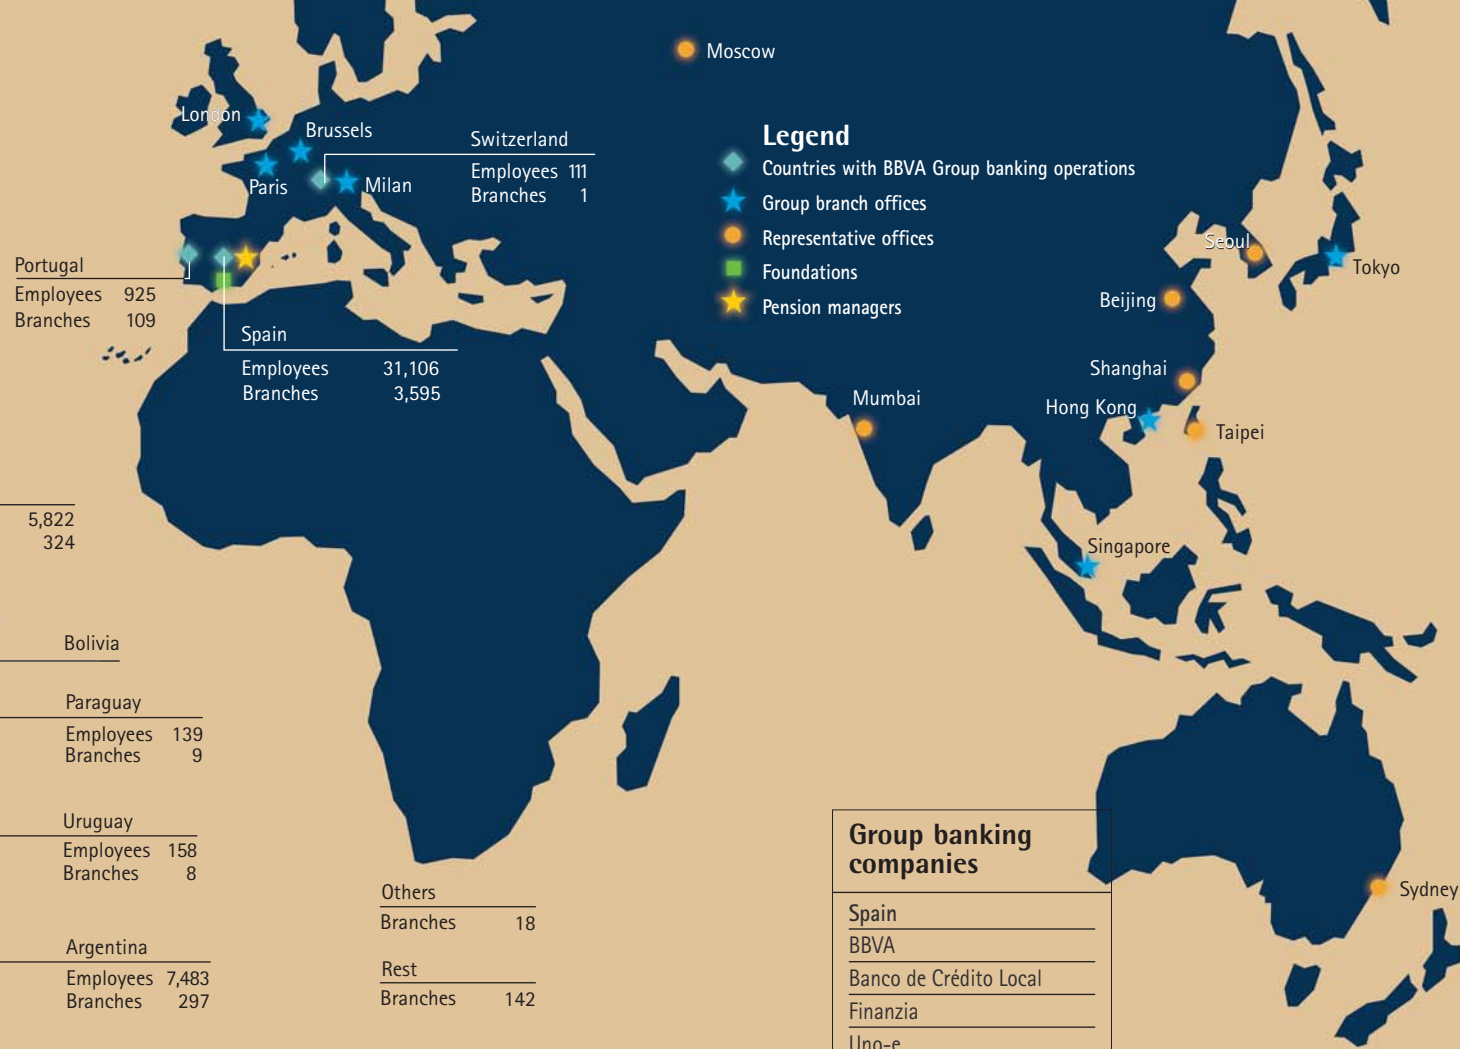 Moscow
London
Brussels
Paris
Milan
Switzerland
Employees 111
Branches 1
Legend
Countries with BBVA Group banking operations
Group branch offices
Representative offices
Foundations
Pension managers
Seoul
Tokyo
Beijing
Shanghai
Hong Kong
Taipei
Mumbai
Singapore
Sydney
Portugal
Employees 925
Branches 109
Spain
Employees 31,106
Branches 3,595
5,822
324
Bolivia
Paraguay
Employees 139
Branches 9
Uruguay
Employees 158
Branches 8
Argentina
Employees 7,483
Branches 297
Others
Branches 18
Rest
Branches 142
Group banking
companies
Spain
BBVA
Banco de Crédito Local
Finanzia
Uno-e